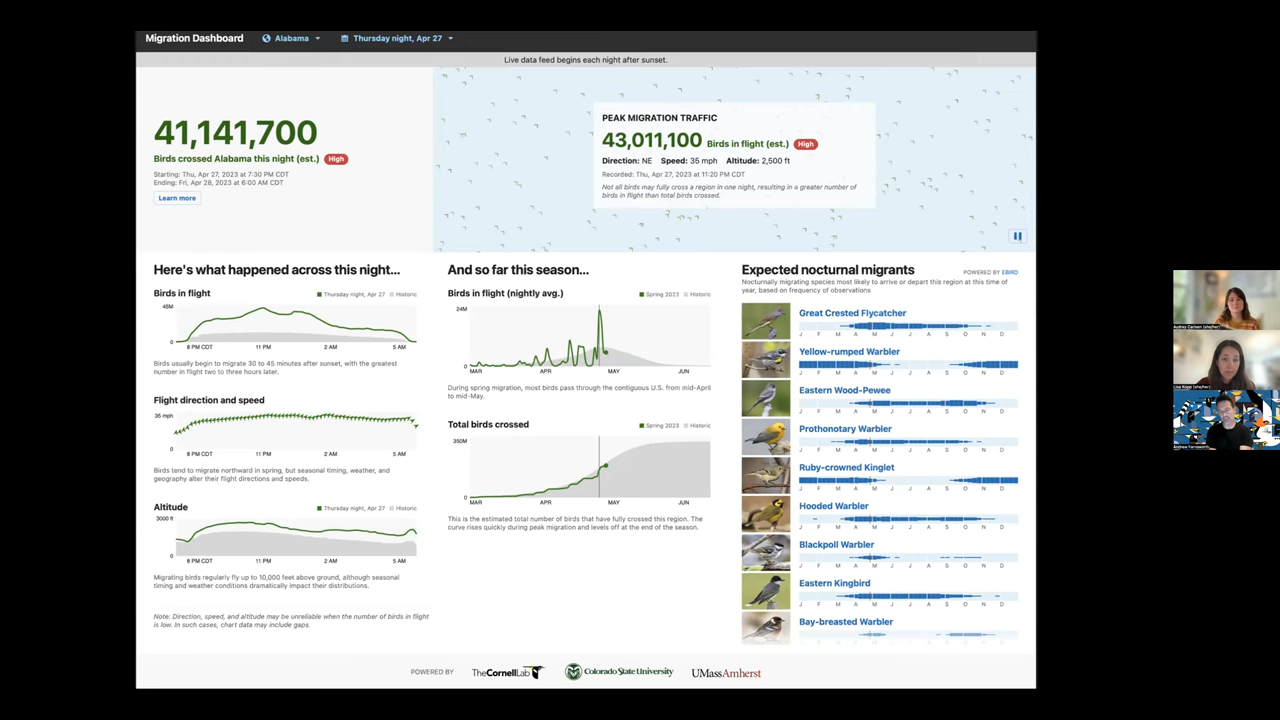 Migration Dashboard Alabama Thursday night, Apr 27
Live data feed begins each night after sunset.
41,141,700
Birds crossed Alabama this night (est.) High
Starting: Thu, Apr 27, 2023 at 7:30 PM CDT
Ending: Fri, Apr 28, 2023 at 6:00 AM CDT
Learn more
PEAK MIGRATION TRAFFIC
43,011,100 Birds in flight (est.) High
Direction: NE Speed: 35 mph Altitude: 2,500 ft
Recorded: Thu, Apr 27, 2023 at 11:20 PM CDT
Not all birds may fully cross a region in one night, resulting in a greater number of
birds in flight than total birds crossed.
Here's what happened across this night...
Birds in flight Thursday night, Apr 27 Historic
45M
0
8 PM CDT 11 PM 2 AM 5 AM
Birds usually begin to migrate 30 to 45 minutes after sunset, with the greatest
number in flight two to three hours later.
Flight direction and speed Thursday night, Apr 27
35 mph
0
8 PM CDT 11 PM 2 AM 5 AM
Birds tend to migrate northward in spring, but seasonal timing, weather, and
geography alter their flight directions and speeds.
Altitude Thursday night, Apr 27 Historic
3000 ft
0
8 PM CDT 11 PM 2 AM 5 AM
Migrating birds regularly fly up to 10,000 feet above ground, although seasonal
timing and weather conditions dramatically impact their distributions.
Note: Direction, speed, and altitude may be unreliable when the number of birds in flight
is low. In such cases, chart data may include gaps.
And so far this season...
Birds in flight (nightly avg.) Spring 2023 Historic
24M
0
MAR APR MAY JUN
During spring migration, most birds pass through the contiguous U.S. from mid-April
to mid-May.
Total birds crossed Spring 2023 Historic
350M
0
MAR APR MAY JUN
This is the estimated total number of birds that have fully crossed this region. The
curve rises quickly during peak migration and levels off at the end of the season.
Expected nocturnal migrants POWERED BY EBIRD
Nocturnally migrating species most likely to arrive or depart this region at this time of
year, based on frequency of observations
Great Crested Flycatcher
J F M A M J J A S O N D
Yellow-rumped Warbler
J F M A M J J A S O N D
Eastern Wood-Pewee
J F M A M J J A S O N D
Prothonotary Warbler
J F M A M J J A S O N D
Ruby-crowned Kinglet
J F M A M J J A S O N D
Hooded Warbler
J F M A M J J A S O N D
Blackpoll Warbler
J F M A M J J A S O N D
Eastern Kingbird
J F M A M J J A S O N D
Bay-breasted Warbler
POWERED BY TheCornellLab Colorado State University UMassAmherst
Audrey Carlsen (she/her)
Lisa Kopp (she/her)
Andrew Farnsworth